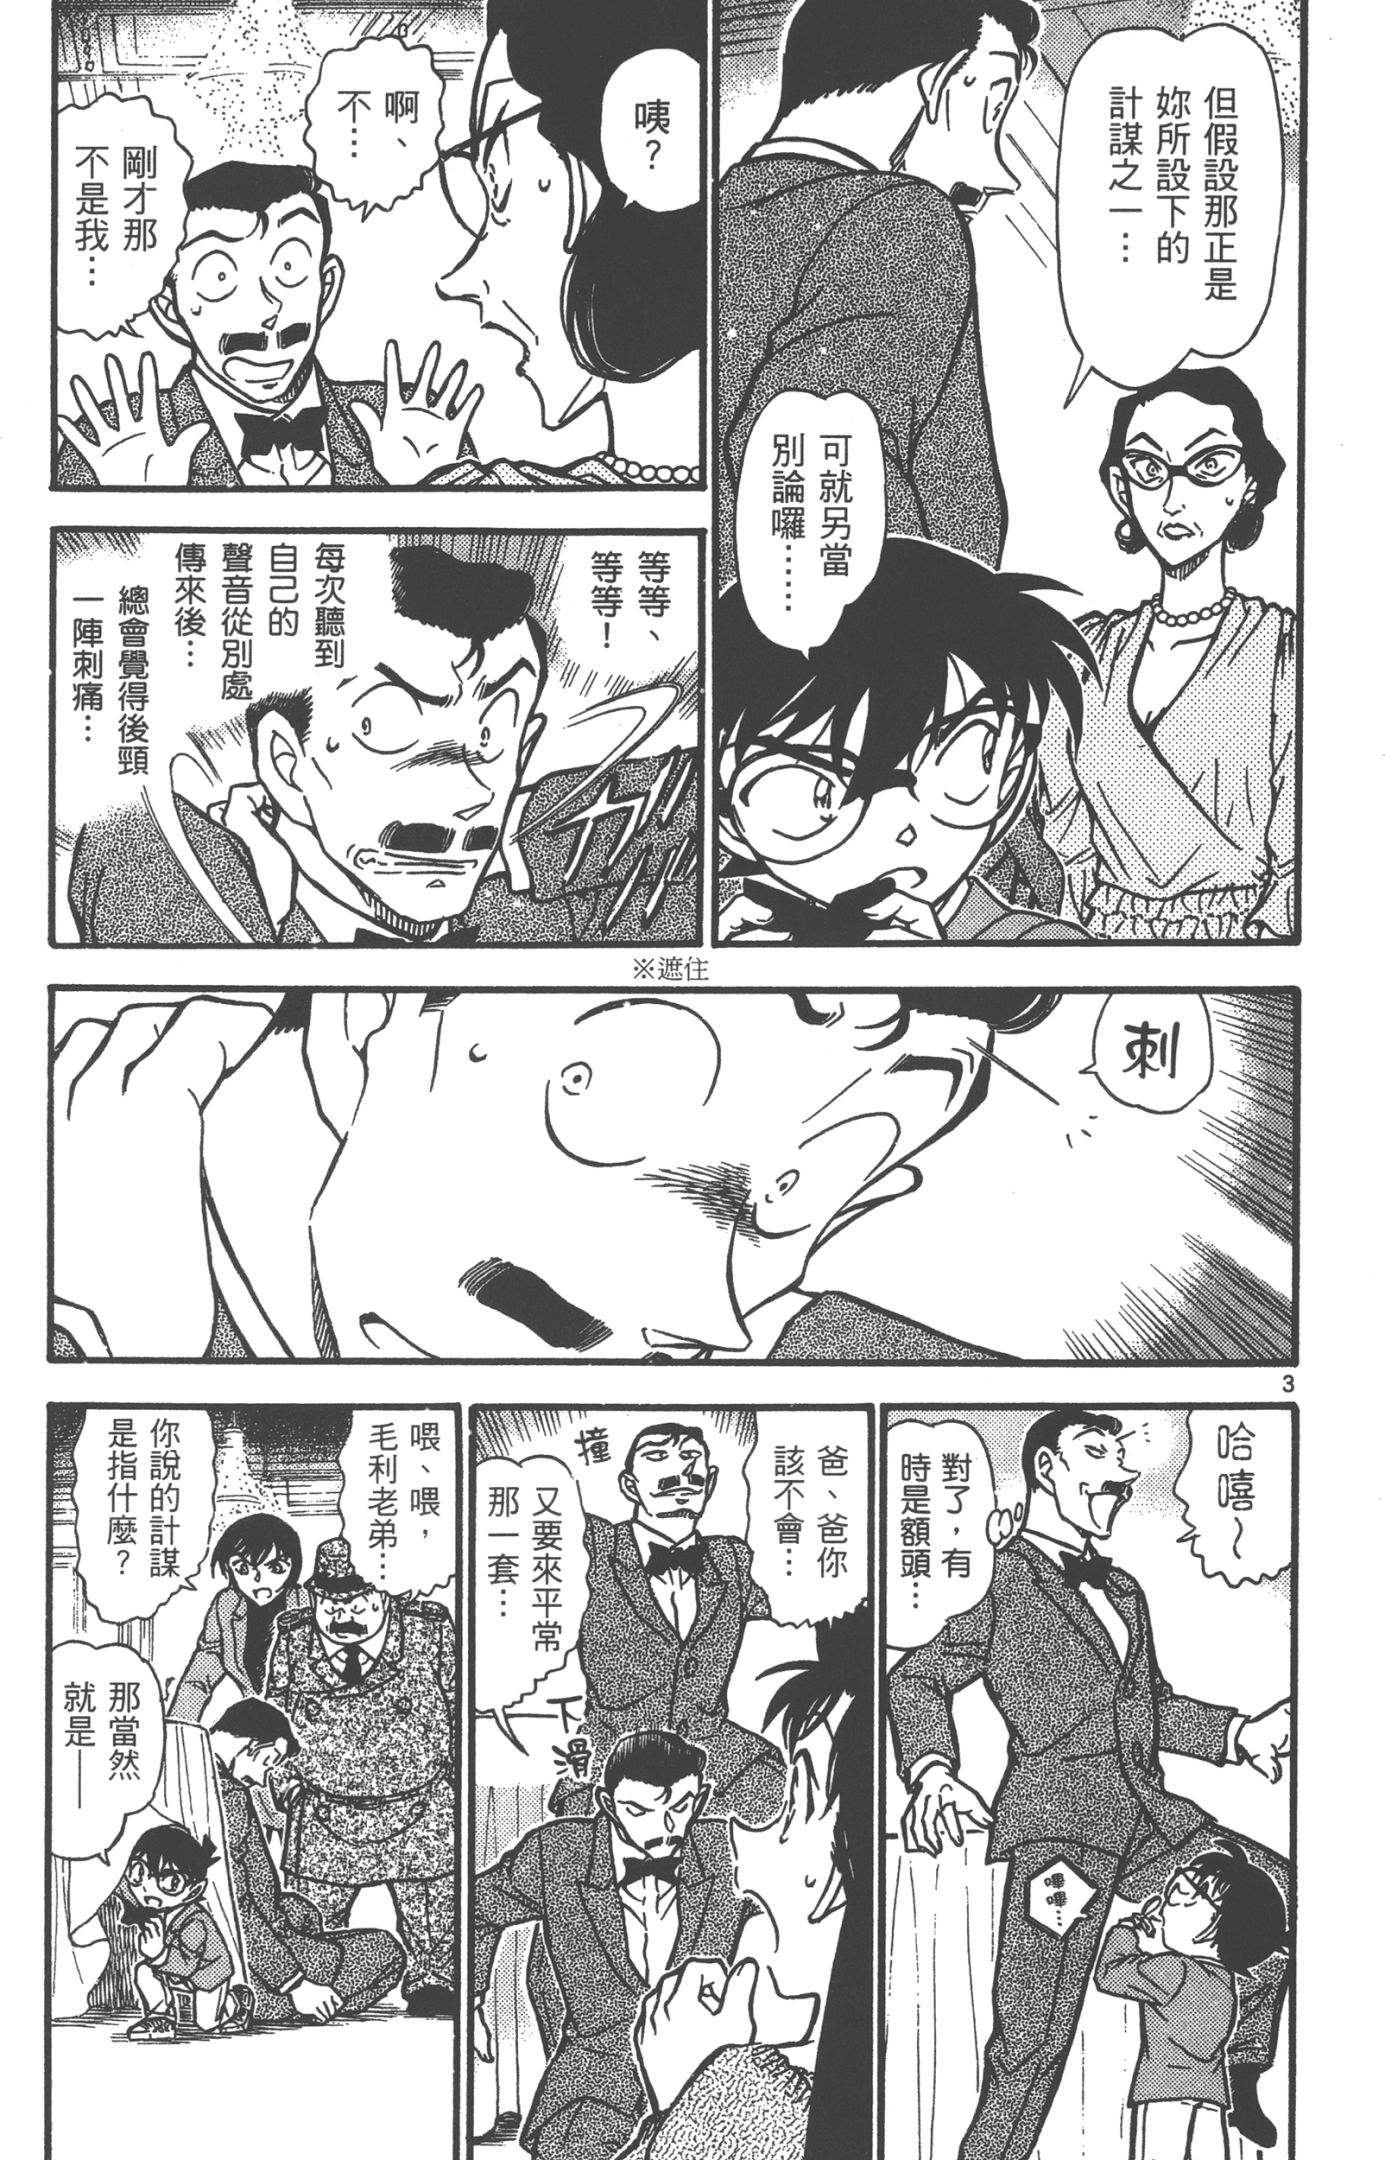 但假設那正是
妳所設下的
計謀之一…
可就另當
別論囉……
咦？
啊、
不…
剛才那
不是我…
等等、
等等！
每次聽到
自己的
聲音從別處
傳來後…
總會覺得後頸
一陣刺痛…
ガバッ
※遮住
刺
3
哈嘻～
對了，有
時是額頭…
嗶
嗶…
爸、爸你
該不會…
撞
又要來平常
那一套…
下
滑
喂、喂，
毛利老弟…
你說的計謀
是指什麼？
那當然
就是——